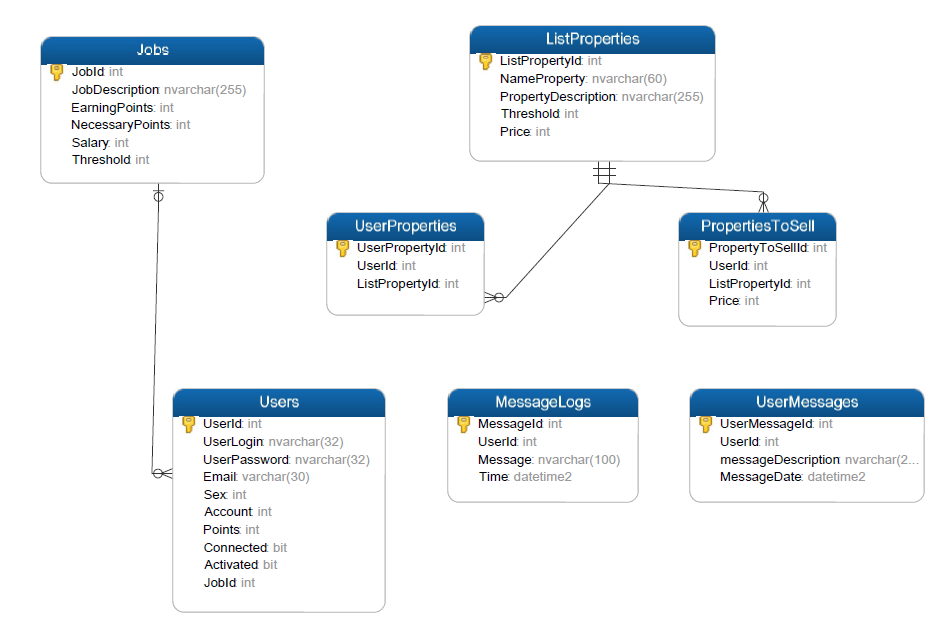 Jobs
JobId: int
JobDescription: nvarchar(255)
EarningPoints: int
NecessaryPoints: int
Salary: int
Threshold: int
ListProperties
ListPropertyId: int
NameProperty: nvarchar(60)
PropertyDescription: nvarchar(255)
Threshold: int
Price: int
UserProperties
UserPropertyId: int
UserId: int
ListPropertyId: int
PropertiesToSell
PropertyToSellId: int
UserId: int
ListPropertyId: int
Price: int
Users
UserId: int
UserLogin: nvarchar(32)
UserPassword: nvarchar(32)
Email: varchar(30)
Sex: int
Account: int
Points: int
Connected: bit
Activated: bit
JobId: int
MessageLogs
MessageId: int
UserId: int
Message: nvarchar(100)
Time: datetime2
UserMessages
UserMessageId: int
UserId: int
messageDescription: nvarchar(2...
MessageDate: datetime2